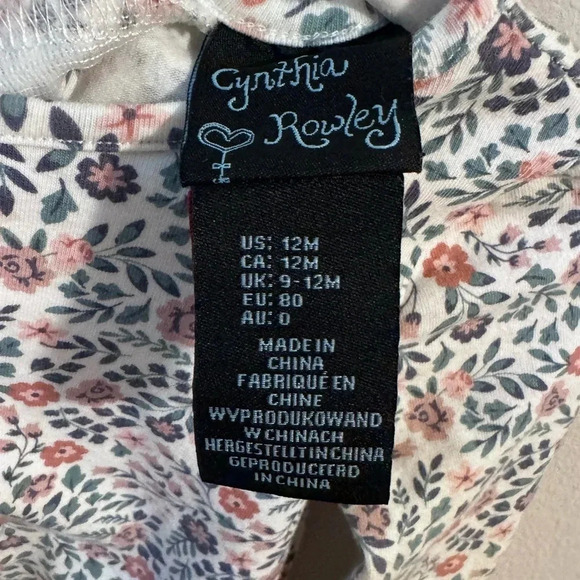 Cynthia
Rowley
US: 12M
CA: 12M
UK: 9-12M
EU: 80
AU: 0
MADE IN
CHINA
FABRIQUÉ EN
CHINE
WYPRODUKOWANO
W CHINACH
HERGESTELLT IN CHINA
GEPRODUCEERD
IN CHINA